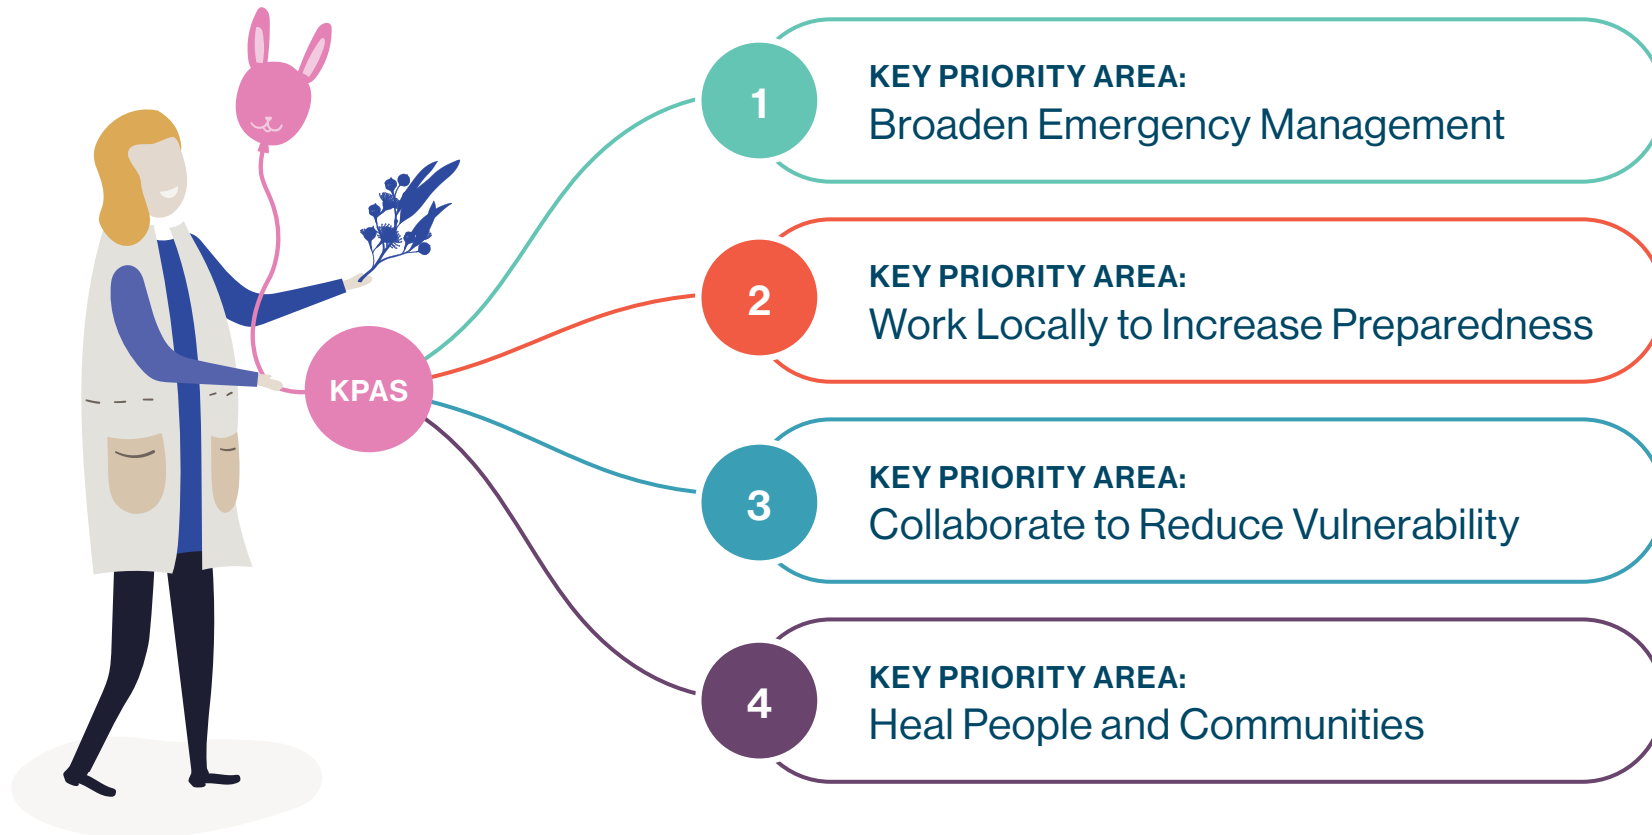 KPAS
1
KEY PRIORITY AREA:
Broaden Emergency Management
2
KEY PRIORITY AREA:
Work Locally to Increase Preparedness
3
KEY PRIORITY AREA:
Collaborate to Reduce Vulnerability
4
KEY PRIORITY AREA:
Heal People and Communities